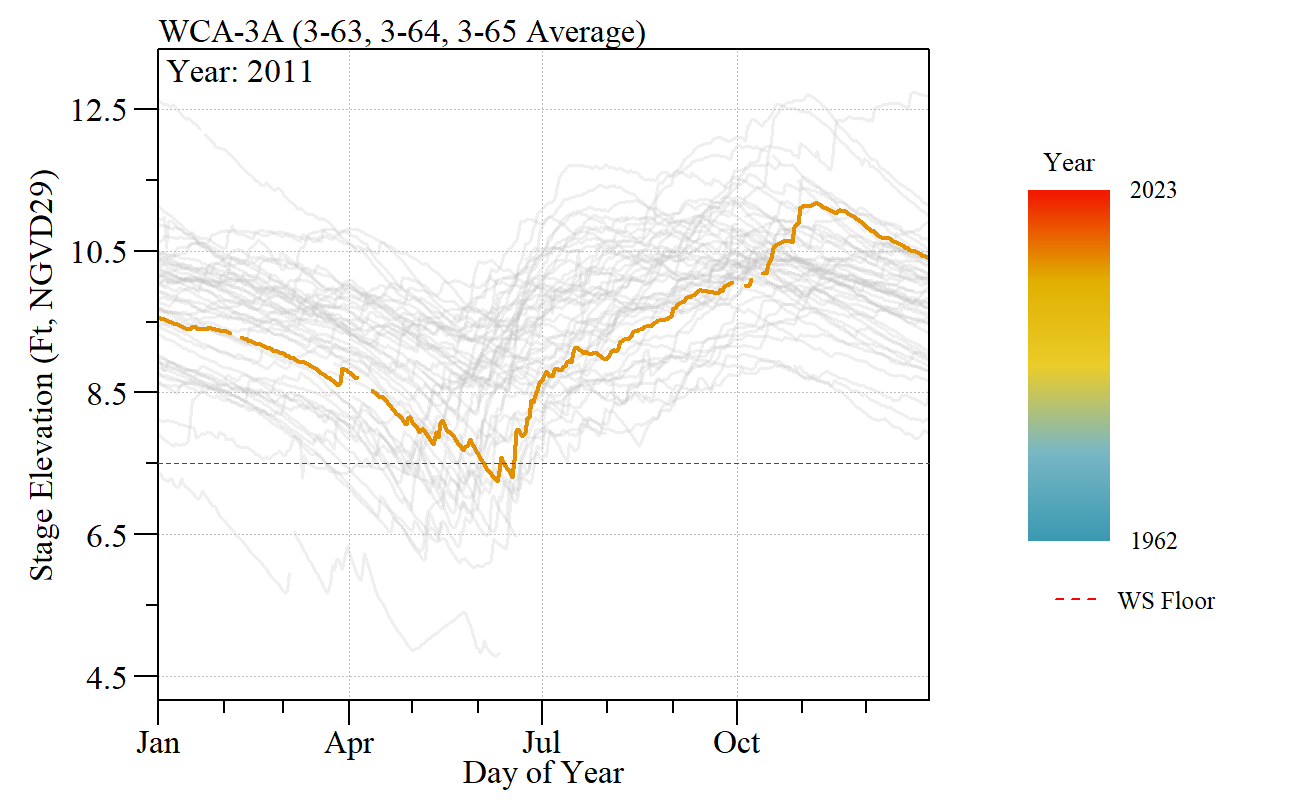 WCA-3A (3-63, 3-64, 3-65 Average)
Year: 2011
Stage Elevation (Ft, NGVD29)
12.5
10.5
8.5
6.5
4.5
Jan Apr Jul Oct
Day of Year
Year
2023
1962
WS Floor